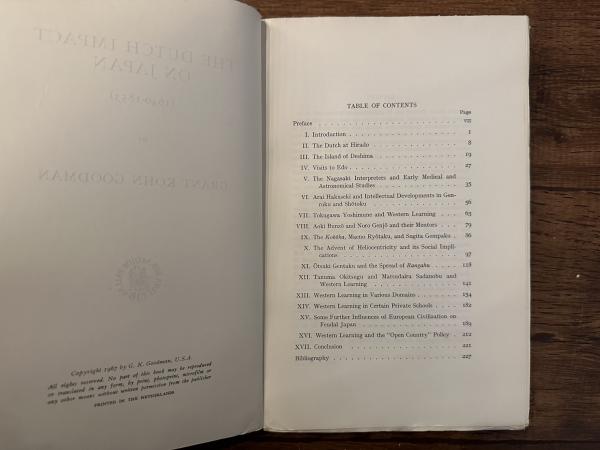 Copyright 1967 by G. K. Goodman, U.S.A.
All rights reserved. No part of this book may be reproduced
or translated in any form, by print, photoprint, microfilm or
any other means without written permission from the publisher
PRINTED IN THE NETHERLANDS
TABLE OF CONTENTS
Page
Preface . . . . . . . . . . VII
I. Introduction . . . . . . . . . . 1
II. The Dutch at Hirado . . . . . . . . . . 8
III. The Island of Deshima . . . . . . . . . . 19
IV. Visits to Edo . . . . . . . . . . 27
V. The Nagasaki Interpreters and Early Medical and
Astronomical Studies . . . . . . . . . . 35
VI. Arai Hakuseki and Intellectual Developments in Gen-
roku and Shōtoku . . . . . . . . . . 56
VII. Tokugawa Yoshimune and Western Learning . . . . 63
VIII. Aoki Bunzō and Noro Genjō and their Mentors . . . . 79
IX. The Kokōka, Maeno Ryōtaku, and Sugita Gempaku . 86
X. The Advent of Heliocentricity and its Social Impli-
cations . . . . . . . . . . 97
XI. Ōtsuki Gentaku and the Spread of Rangaku . . . . 118
XII. Tanuma Okitsugu and Matsudaira Sadanobu and
Western Learning . . . . . . . . . . 141
XIII. Western Learning in Various Domains . . . . . . 154
XIV. Western Learning in Certain Private Schools . . . . 182
XV. Some Further Influences of European Civilization on
Feudal Japan . . . . . . . . . . 189
XVI. Western Learning and the "Open Country" Policy . . 212
XVII. Conclusion . . . . . . . . . . 221
Bibliography . . . . . . . . . . 227